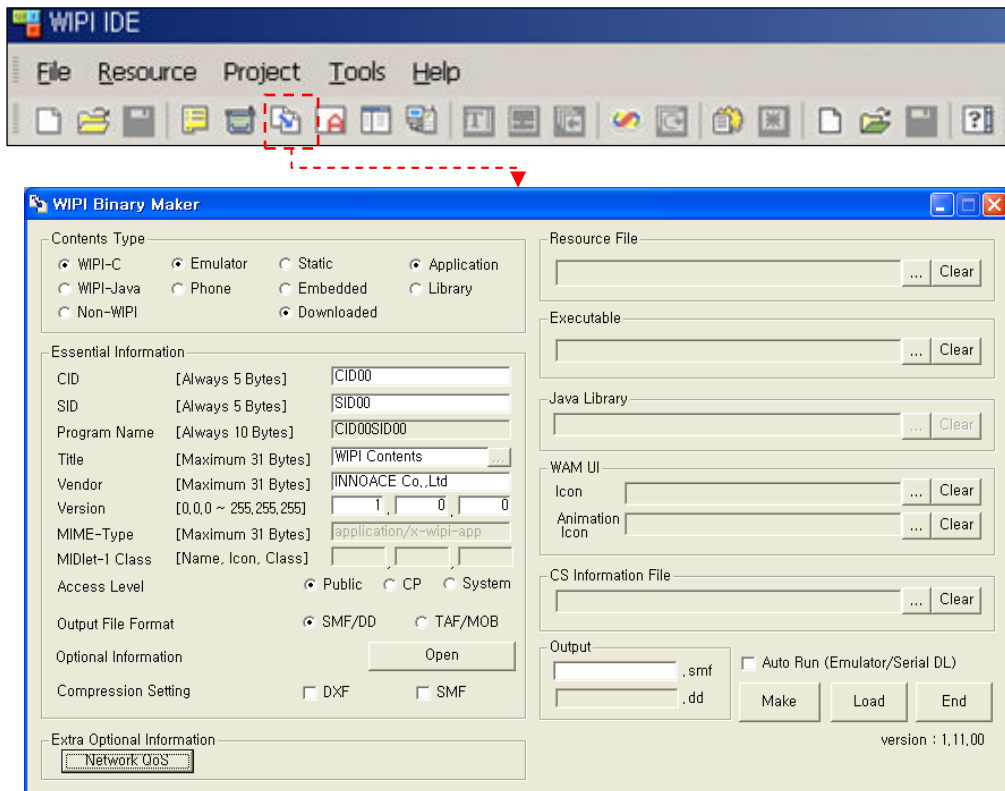 WIPI IDE
File Resource Project Tools Help
WIPI Binary Maker
Contents Type
WIPI-C Emulator Static Application
WIPI-Java Phone Embedded Library
Non-WIPI Downloaded
Essential Information
CID [Always 5 Bytes] CID00
SID [Always 5 Bytes] SID00
Program Name [Always 10 Bytes] CID00SID00
Title [Maximum 31 Bytes] WIPI Contents ...
Vendor [Maximum 31 Bytes] INNOACE Co,,Ltd
Version [0,0,0 ~ 255,255,255] 1 , 0 , 0
MIME-Type [Maximum 31 Bytes] application/x-wipi-app
MIDlet-1 Class [Name, Icon, Class] , ,
Access Level Public CP System
Output File Format SMF/DD TAF/MOB
Optional Information Open
Compression Setting DXF SMF
Extra Optional Information
Network QoS
Resource File
... Clear
Executable
... Clear
Java Library
... Clear
WAM UI
Icon ... Clear
Animation Icon ... Clear
CS Information File
... Clear
Output
.smf
.dd
Auto Run (Emulator/Serial DL)
Make Load End
version : 1,11,00